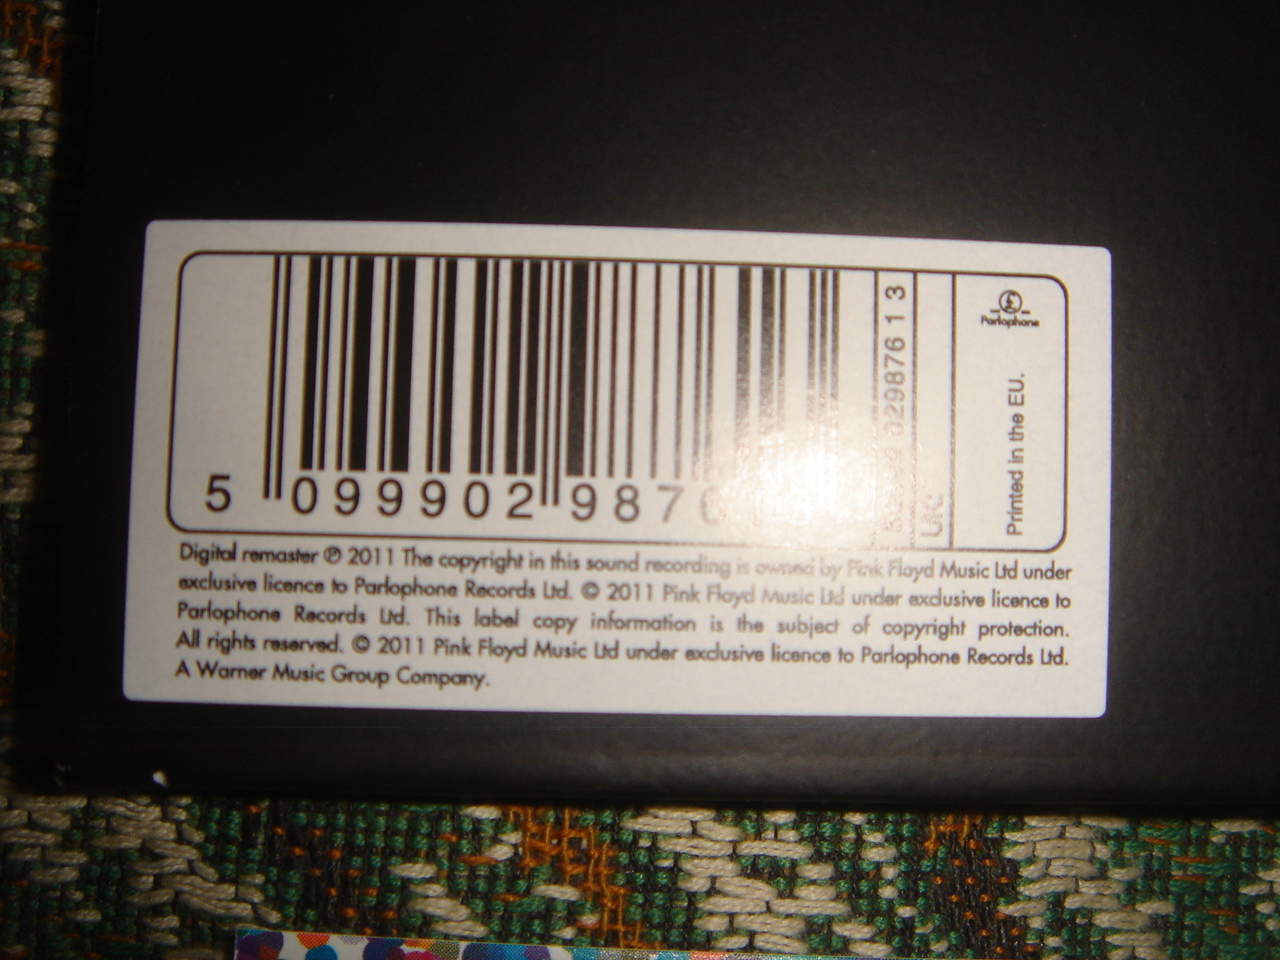 5 099902 987
029876 1 3
UK:
Parlophone
Printed in the EU.
Digital remaster ℗ 2011 The copyright in this sound recording is owned by Pink Floyd Music Ltd under
exclusive licence to Parlophone Records Ltd. © 2011 Pink Floyd Music Ltd under exclusive licence to
Parlophone Records Ltd. This label copy information is the subject of copyright protection.
All rights reserved. © 2011 Pink Floyd Music Ltd under exclusive licence to Parlophone Records Ltd.
A Warner Music Group Company.